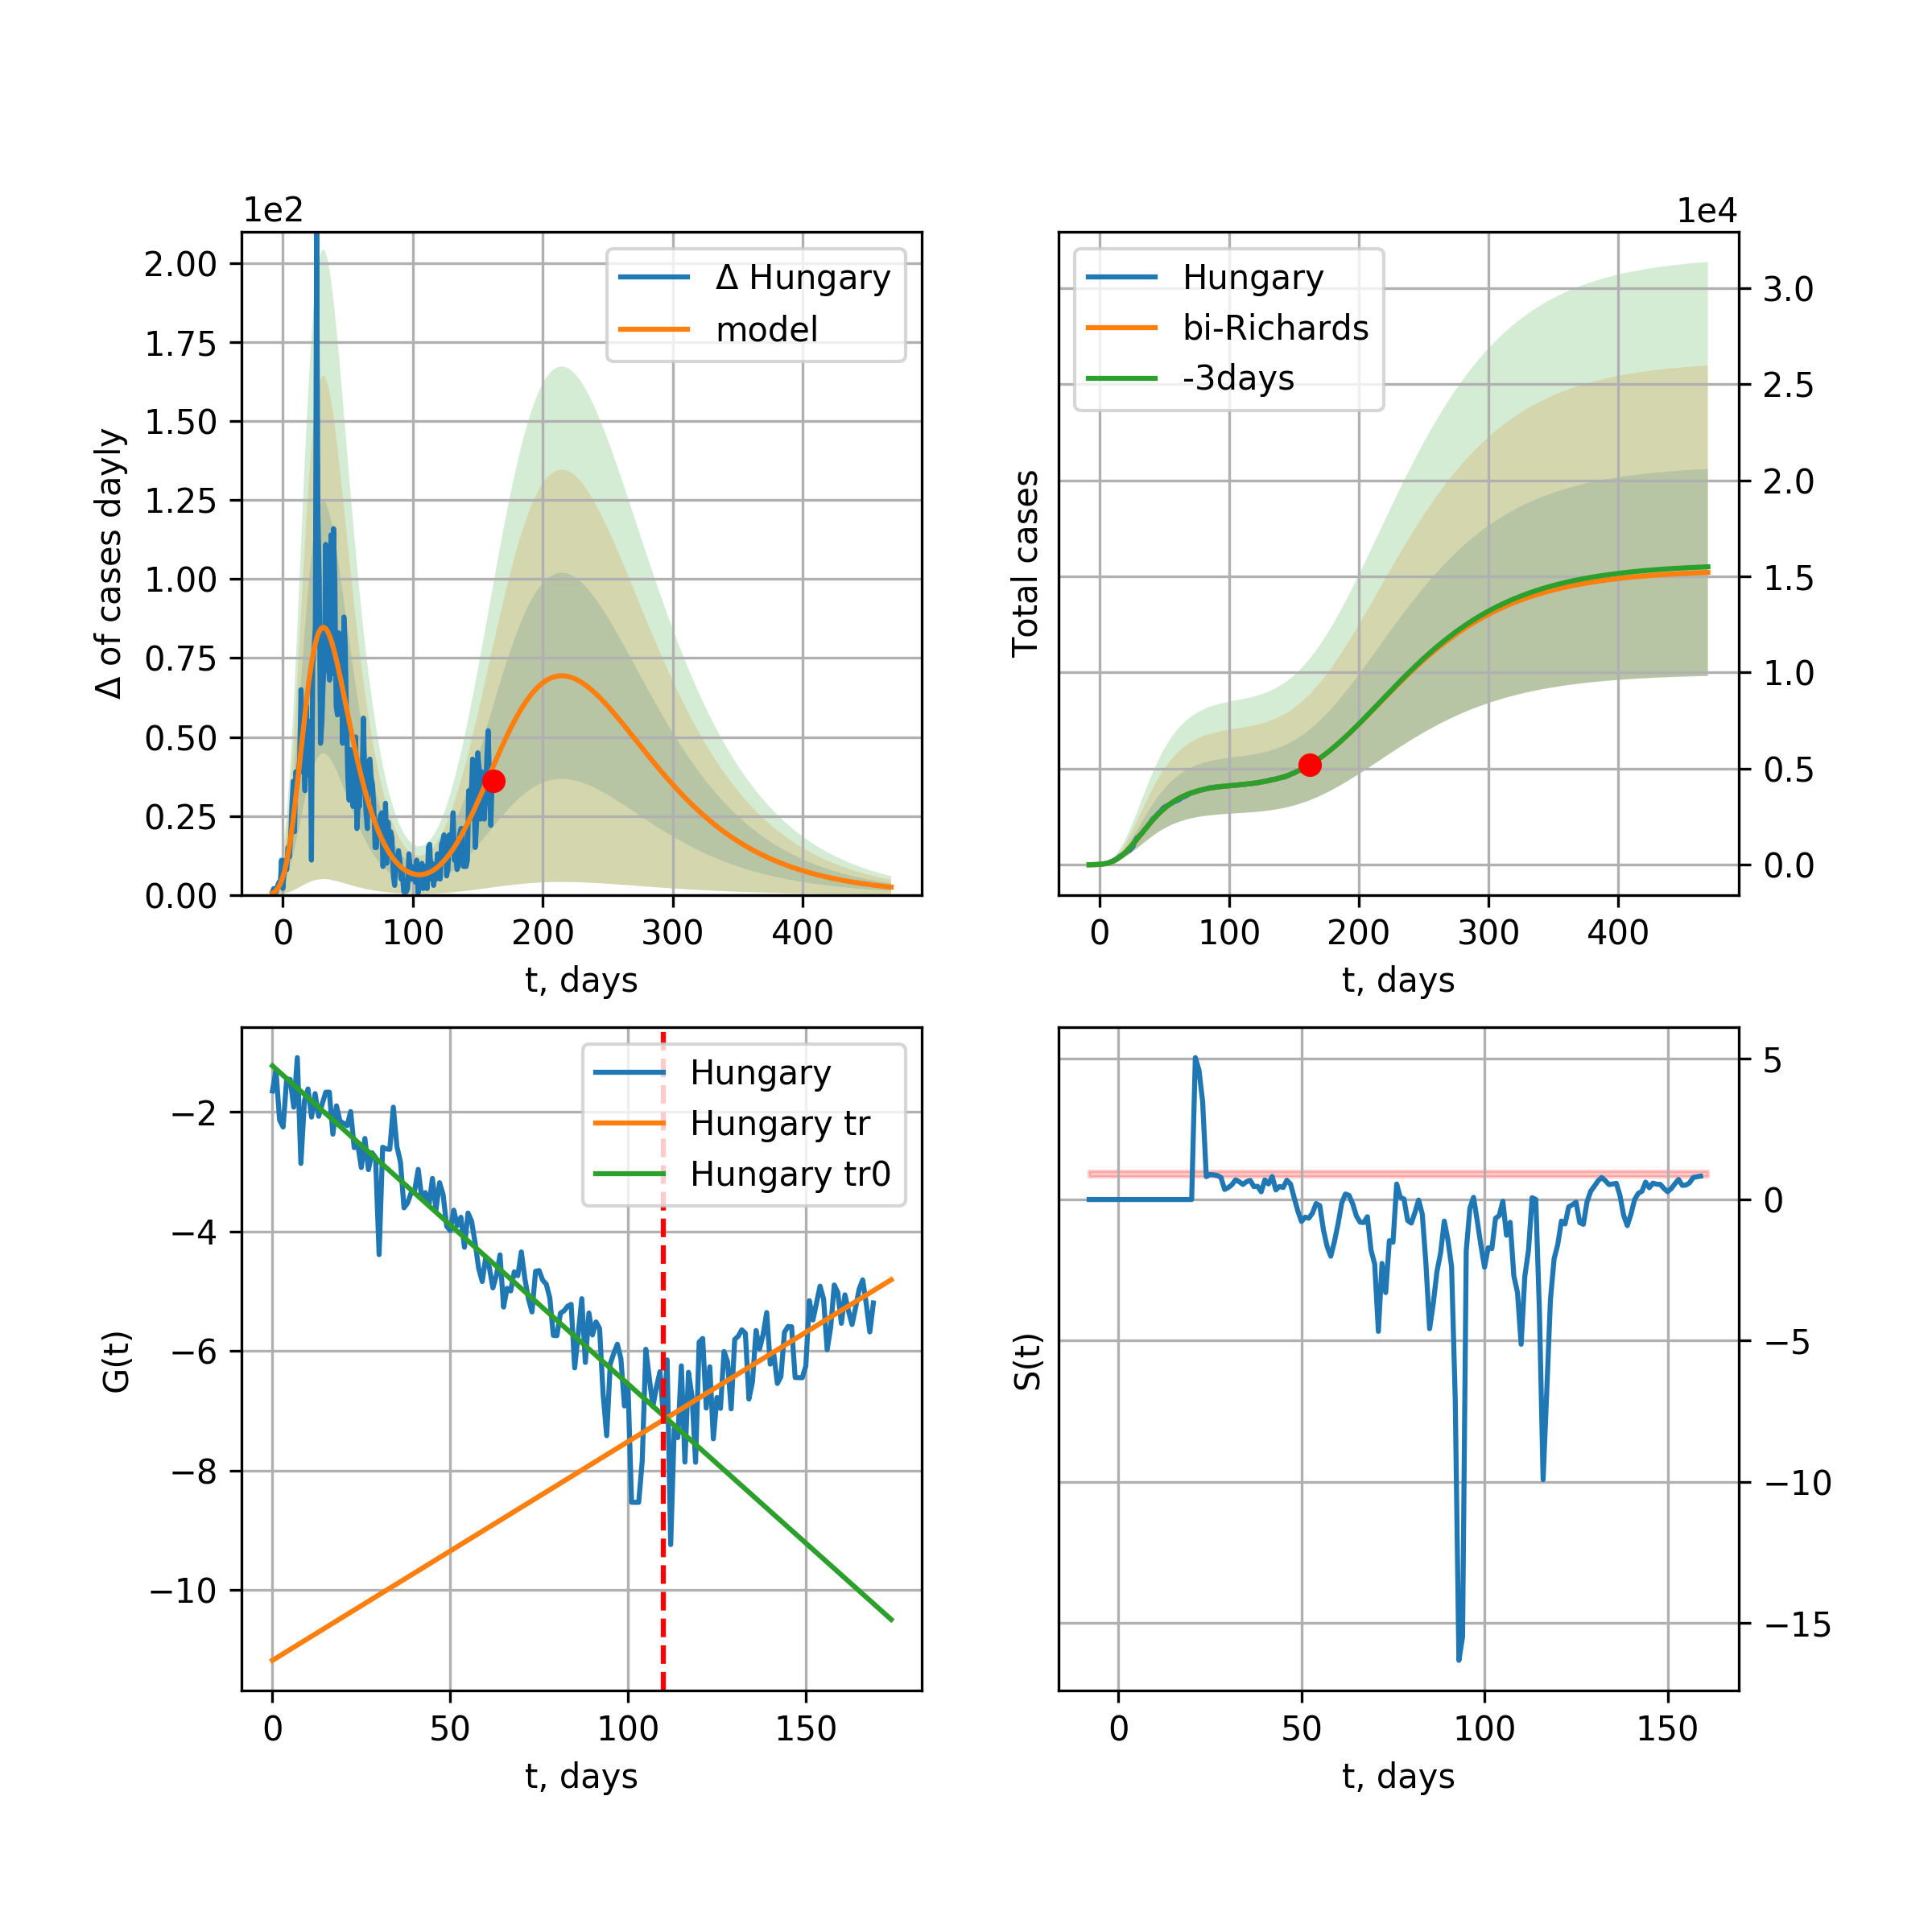 1e2
2.00
1.75
1.50
1.25
1.00
0.75
0.50
0.25
0.00
Δ of cases dayly
Δ Hungary
model
0 100 200 300 400
t, days
1e4
Total cases
Hungary
bi-Richards
-3days
3.0
2.5
2.0
1.5
1.0
0.5
0.0
0 100 200 300 400
t, days
G(t)
−2
−4
−6
−8
−10
Hungary
Hungary tr
Hungary tr0
0 50 100 150
t, days
S(t)
5
0
−5
−10
−15
0 50 100 150
t, days